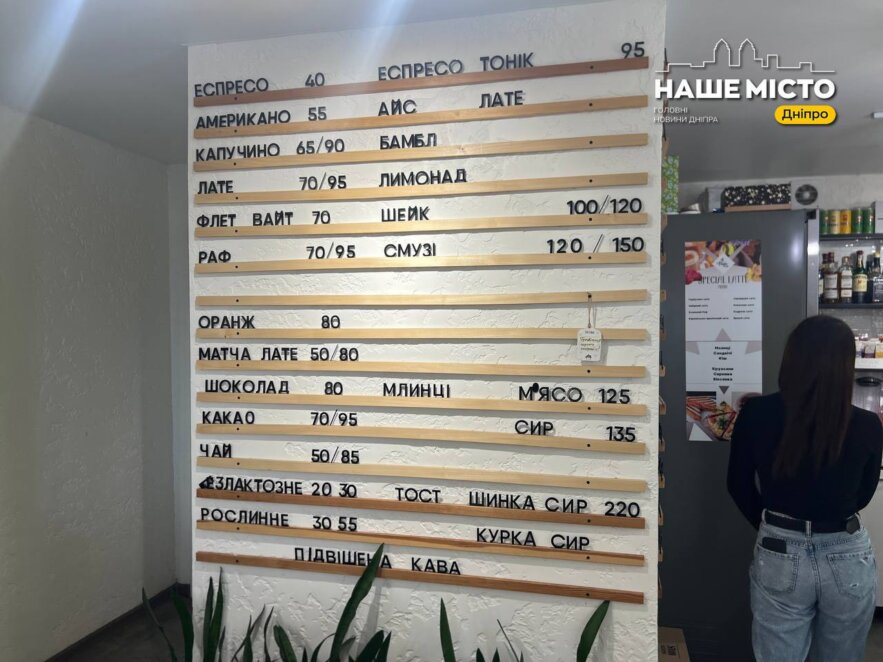 ЕСПРЕСО 40 ЕСПРЕСО ТОНІК 95
АМЕРИКАНО 55 АЙС ЛАТЕ
КАПУЧИНО 65/90 БАМБЛ
ЛАТЕ 70/95 ЛИМОНАД
ФЛЕТ ВАЙТ 70 ШЕЙК 100/120
РАФ 70/95 СМУЗІ 120 / 150
ОРАНЖ 80
МАТЧА ЛАТЕ 50/80
ШОКОЛАД 80 МЛИНЦІ М'ЯСО 125
КАКАО 70/95 СИР 135
ЧАЙ 50/85
БЕЗЛАКТОЗНЕ 20 30 ТОСТ ШИНКА СИР 220
РОСЛИННЕ 30 55 КУРКА СИР
ПІДВІШЕНА КАВА
НАШЕ МІСТО
ГОЛОВНІ
НОВИНИ ДНІПРА
Дніпро
SPECIAL LATTE